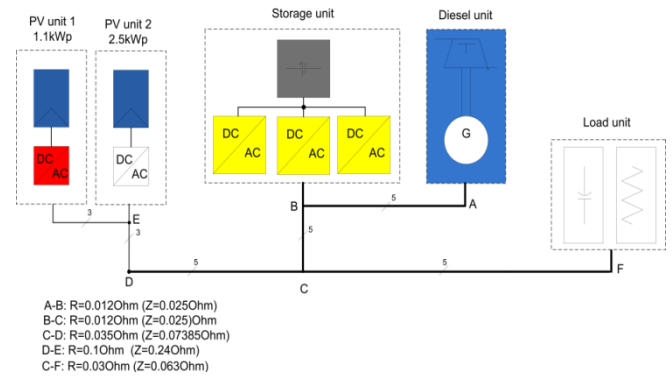 PV unit 1
1.1kWp
PV unit 2
2.5kWp
Storage unit
Diesel unit
DC
AC
DC
AC
DC
AC
DC
AC
DC
AC
G
Load unit
3
E
3
B
5
A
5
D
5
C
5
F
A-B: R=0.012Ohm (Z=0.025Ohm)
B-C: R=0.012Ohm (Z=0.025)Ohm
C-D: R=0.035Ohm (Z=0.07385Ohm)
D-E: R=0.1Ohm (Z=0.24Ohm)
C-F: R=0.03Ohm (Z=0.063Ohm)